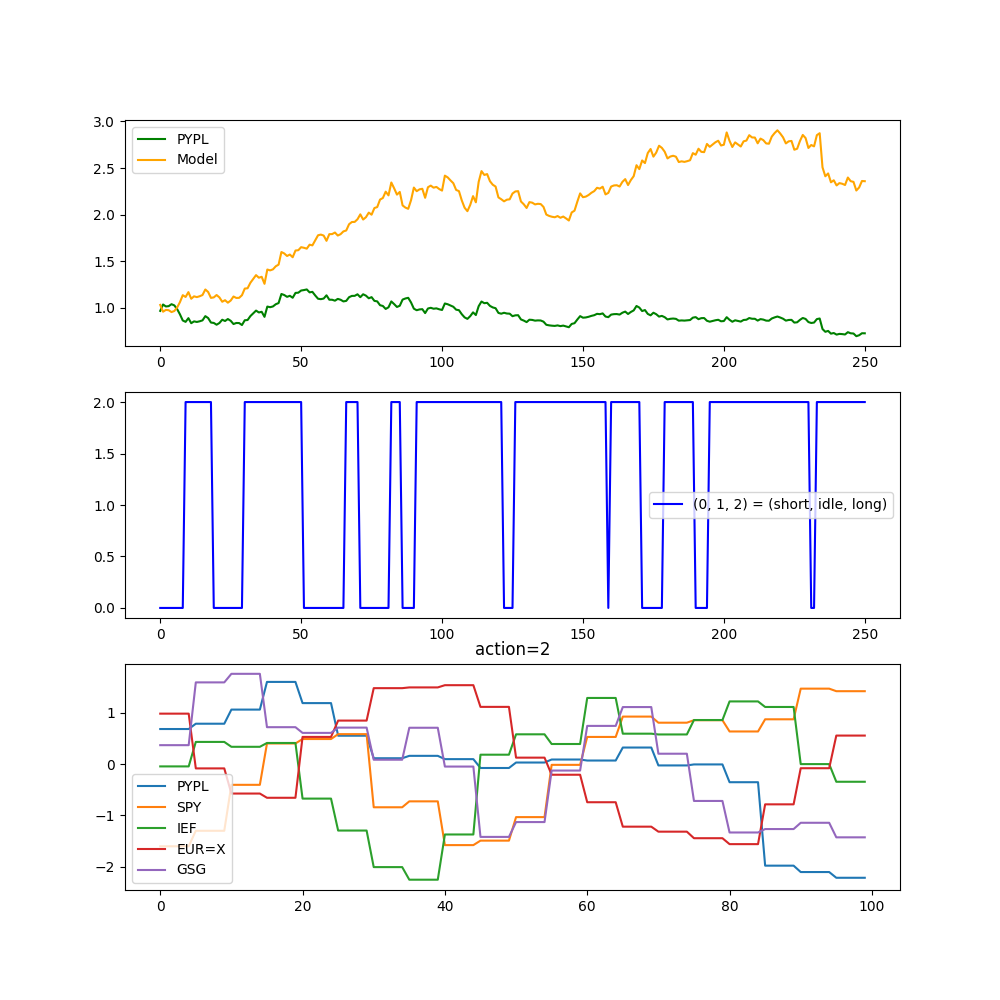 3.0
2.5
2.0
1.5
1.0
PYPL
Model
0 50 100 150 200 250
2.0
1.5
1.0
0.5
0.0
(0, 1, 2) = (short, idle, long)
0 50 100 150 200 250
action=2
1
0
−1
−2
PYPL
SPY
IEF
EUR=X
GSG
0 20 40 60 80 100